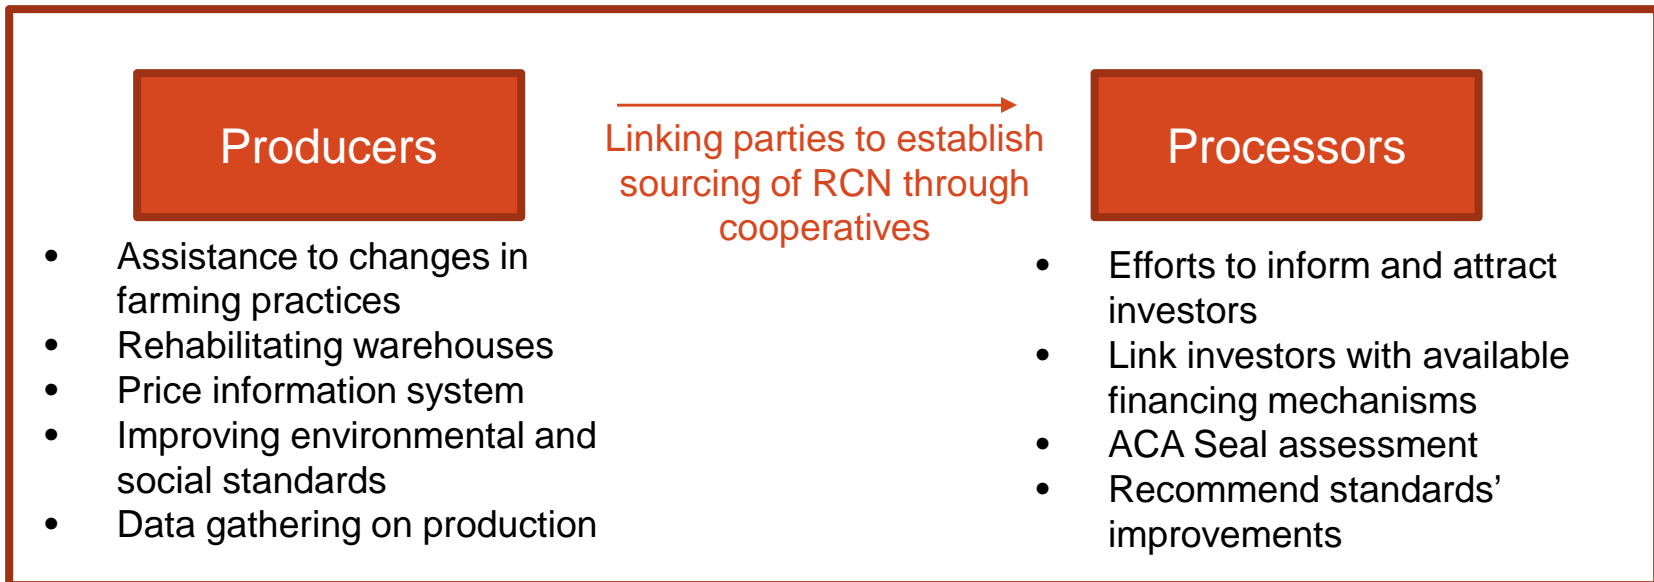 Producers
Linking parties to establish
sourcing of RCN through
cooperatives
Processors
• Assistance to changes in
farming practices
• Rehabilitating warehouses
• Price information system
• Improving environmental and
social standards
• Data gathering on production
• Efforts to inform and attract
investors
• Link investors with available
financing mechanisms
• ACA Seal assessment
• Recommend standards’
improvements